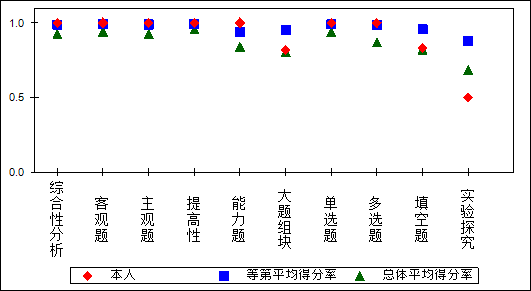 1.0
0.5
0.0
综合性分析
客观题
主观题
提高性
能力题
大题组块
单选题
多选题
填空题
实验探究
本人 等第平均得分率 总体平均得分率